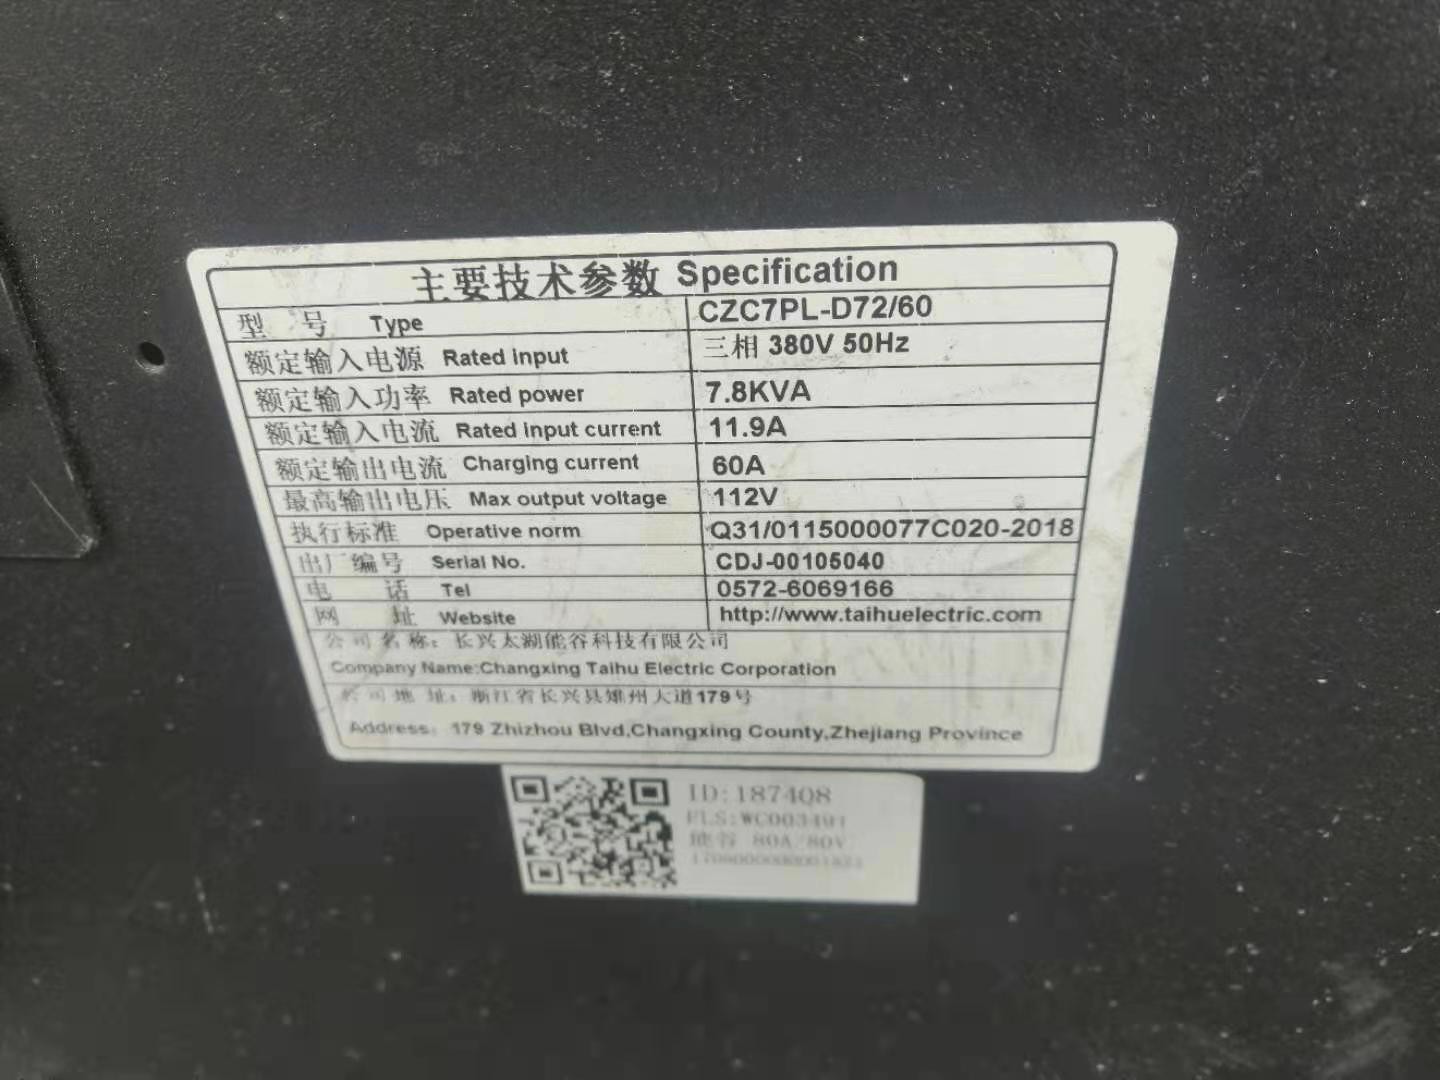 主要技术参数 Specification
型 号 Type CZC7PL-D72/60
额定输入电源 Rated input 三相 380V 50Hz
额定输入功率 Rated power 7.8KVA
额定输入电流 Rated input current 11.9A
额定输出电流 Charging current 60A
最高输出电压 Max output voltage 112V
执行标准 Operative norm Q31/0115000077C020-2018
出厂编号 Serial No. CDJ-00105040
电 话 Tel 0572-6069166
网 址 Website http://www.taihuelectric.com
公司名称：长兴太湖能谷科技有限公司
Company Name:Changxing Taihu Electric Corporation
公司地址：浙江省长兴县雉州大道179号
Address：179 Zhizhou Blvd,Changxing County,Zhejiang Province
ID:187408
PLS:WC003491
能谷 80A/80V